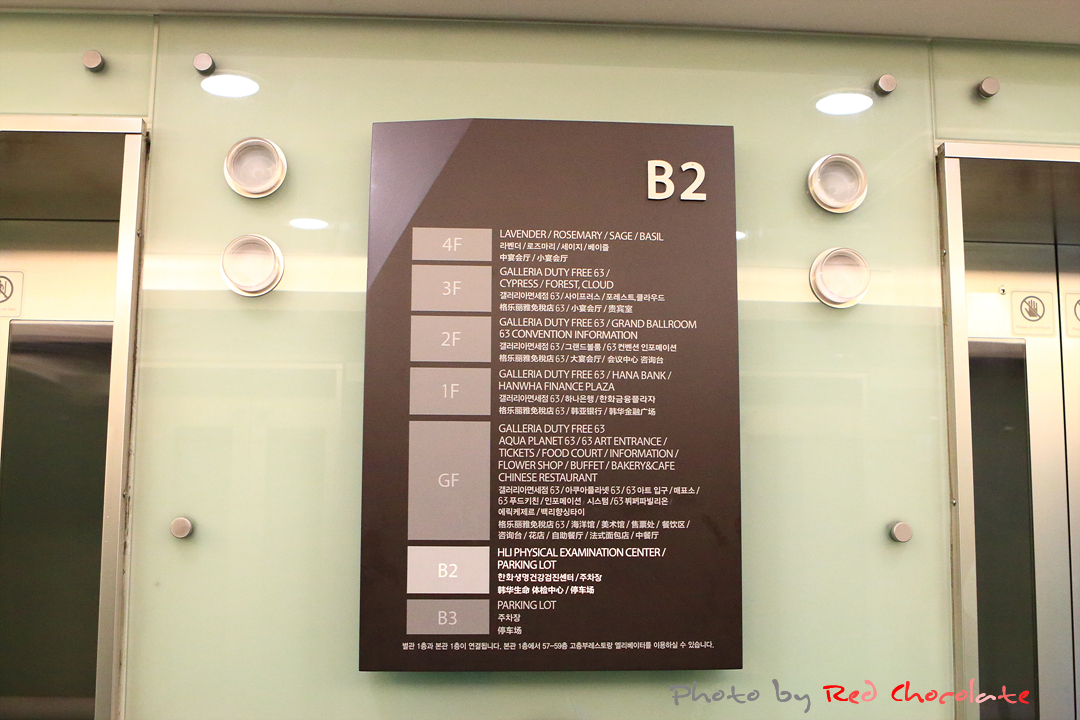 B2
4F
LAVENDER / ROSEMARY / SAGE / BASIL
라벤더 / 로즈마리 / 세이지 / 베이즐
中宴会厅 / 小宴会厅
3F
GALLERIA DUTY FREE 63 /
CYPRESS / FOREST, CLOUD
갤러리아면세점 63 / 사이프러스 / 포레스트,클라우드
格乐丽雅免税店 63 / 小宴会厅 / 贵宾室
2F
GALLERIA DUTY FREE 63 / GRAND BALLROOM
63 CONVENTION INFORMATION
갤러리아면세점 63 / 그랜드볼룸 / 63 컨벤션 인포메이션
格乐丽雅免税店 63 / 大宴会厅 / 会议中心 咨询台
1F
GALLERIA DUTY FREE 63 / HANA BANK /
HANWHA FINANCE PLAZA
갤러리아면세점 63 / 하나은행 / 한화금융플라자
格乐丽雅免税店 63 / 韩亚银行 / 韩华金融广场
GF
GALLERIA DUTY FREE 63
AQUA PLANET 63 / 63 ART ENTRANCE /
TICKETS / FOOD COURT / INFORMATION /
FLOWER SHOP / BUFFET / BAKERY&CAFE
CHINESE RESTAURANT
갤러리아면세점 63 / 아쿠아플라넷 63 / 63 아트 입구 / 매표소 /
63 푸드키친 / 인포메이션 / 시스템 / 63 뷔페파빌리온
에릭케제르 / 백리향싱타이
格乐丽雅免税店 63 / 海洋馆 / 美术馆 / 售票处 / 餐饮区 /
咨询台 / 花店 / 自助餐厅 / 法式面包店 / 中餐厅
B2
HLI PHYSICAL EXAMINATION CENTER /
PARKING LOT
한화생명건강검진센터 / 주차장
韩华生命 体检中心 / 停车场
B3
PARKING LOT
주차장
停车场
별관 1층과 본관 1층이 연결됩니다. 본관 1층에서 57-59층 고층부레스토랑 엘리베이터를 이용하실 수 있습니다.
Photo by Red Chocolate